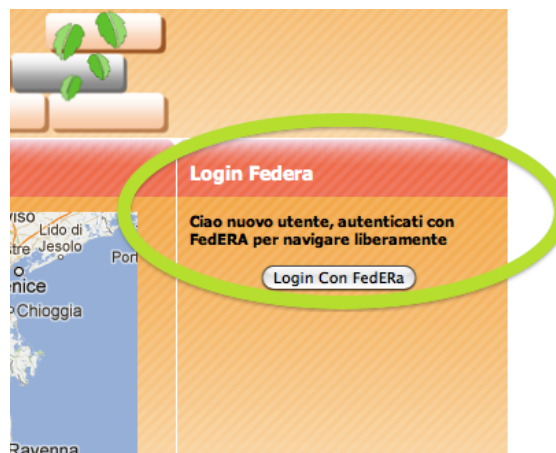 Login Federa
Ciao nuovo utente, autenticati con
FedERA per navigare liberamente
Login Con FedERa
Lido di
Jesolo
Chioggia
Ravenna